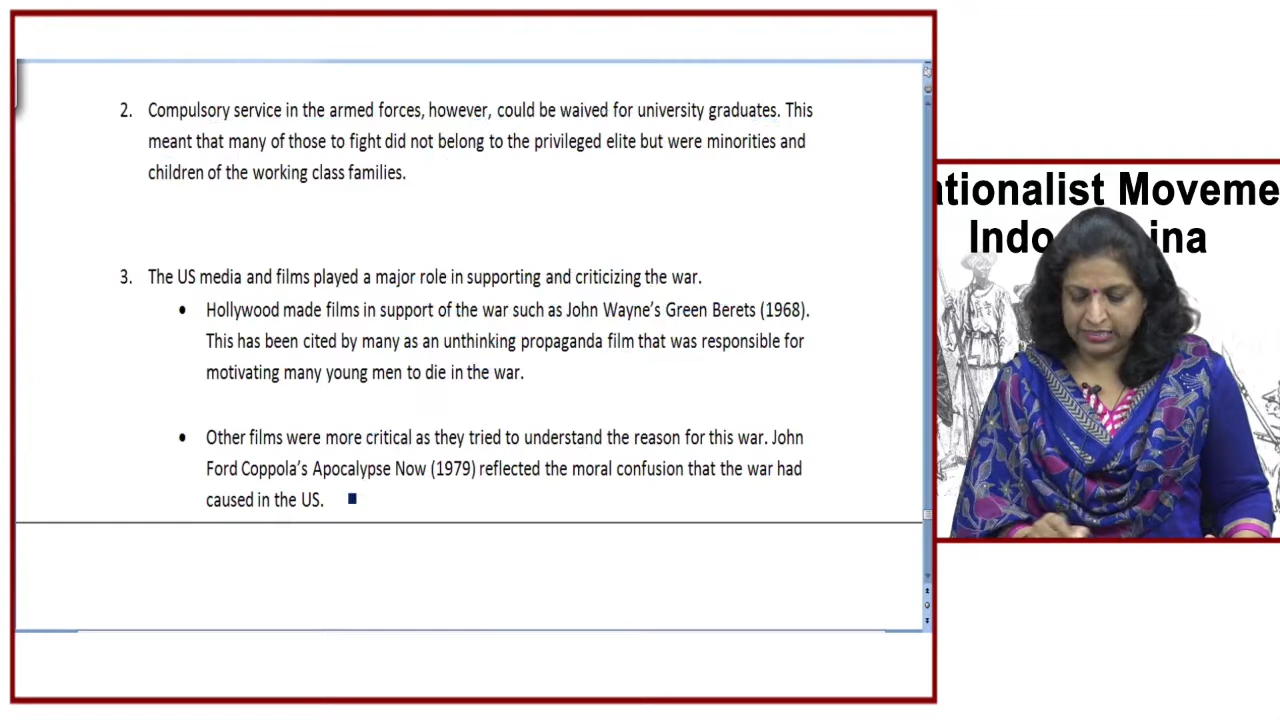 2. Compulsory service in the armed forces, however, could be waived for university graduates. This
meant that many of those to fight did not belong to the privileged elite but were minorities and
children of the working class families.
3. The US media and films played a major role in supporting and criticizing the war.
• Hollywood made films in support of the war such as John Wayne's Green Berets (1968).
This has been cited by many as an unthinking propaganda film that was responsible for
motivating many young men to die in the war.
• Other films were more critical as they tried to understand the reason for this war. John
Ford Coppola's Apocalypse Now (1979) reflected the moral confusion that the war had
caused in the US.
ationalist Moveme
Indo ina